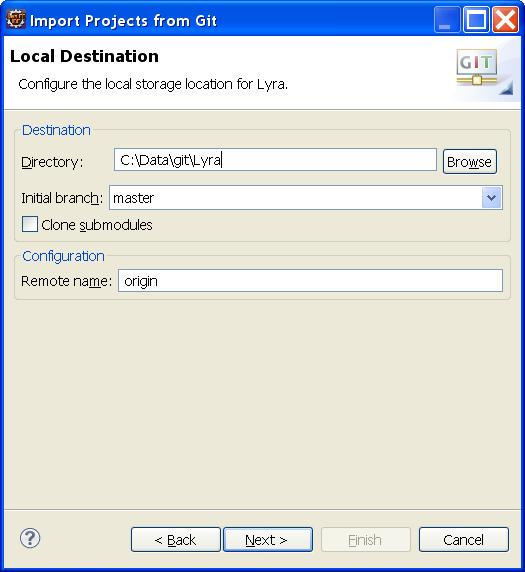 Import Projects from Git
Local Destination
Configure the local storage location for Lyra.
GIT
Destination
Directory: C:\Data\git\Lyra Browse
Initial branch: master
Clone submodules
Configuration
Remote name: origin
? < Back Next > Finish Cancel